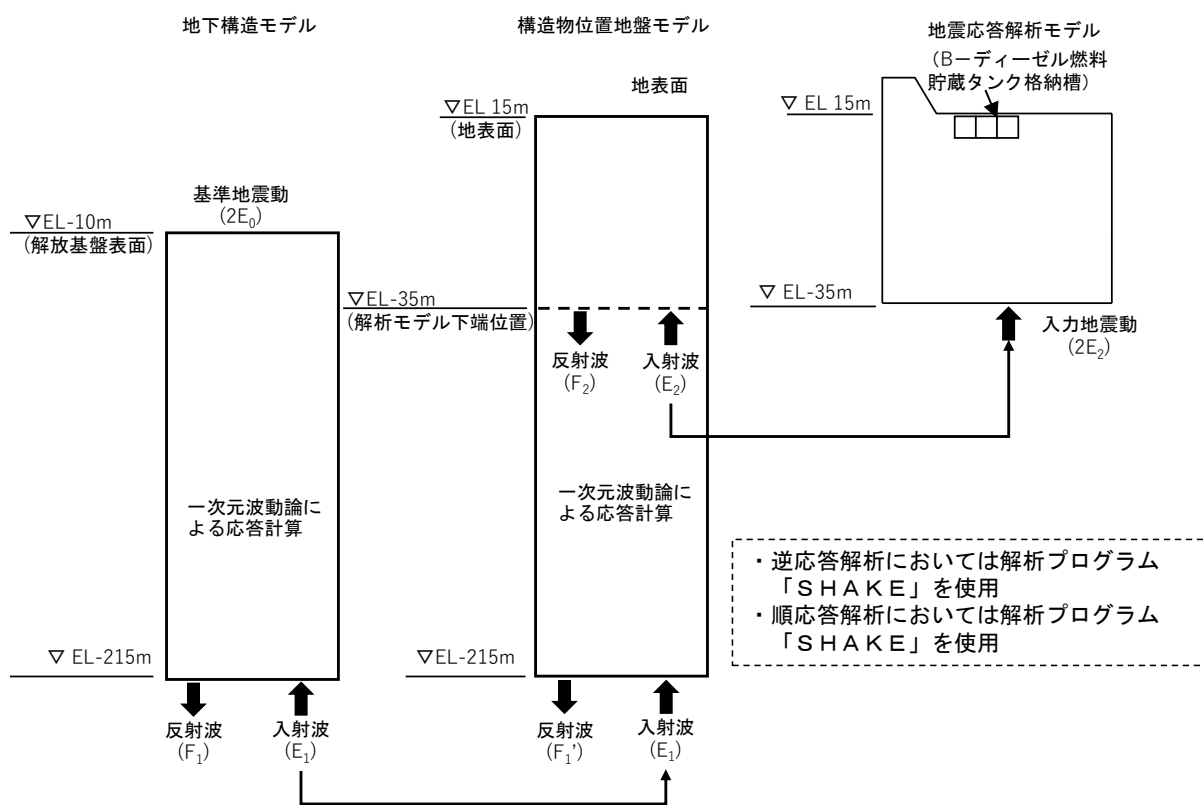 地下構造モデル
基準地震動
(2E₀)
▽EL-10m
(解放基盤表面)
一次元波動論に
よる応答計算
▽ EL-215m
反射波
(F₁)
入射波
(E₁)
構造物位置地盤モデル
地表面
▽EL 15m
(地表面)
▽EL-35m
(解析モデル下端位置)
反射波
(F₂)
入射波
(E₂)
一次元波動論に
よる応答計算
▽EL-215m
反射波
(F₁')
入射波
(E₁)
地震応答解析モデル
(B－ディーゼル燃料
貯蔵タンク格納槽)
▽ EL 15m
▽ EL-35m
入力地震動
(2E₂)
・逆応答解析においては解析プログラム
「ＳＨＡＫＥ」を使用
・順応答解析においては解析プログラム
「ＳＨＡＫＥ」を使用